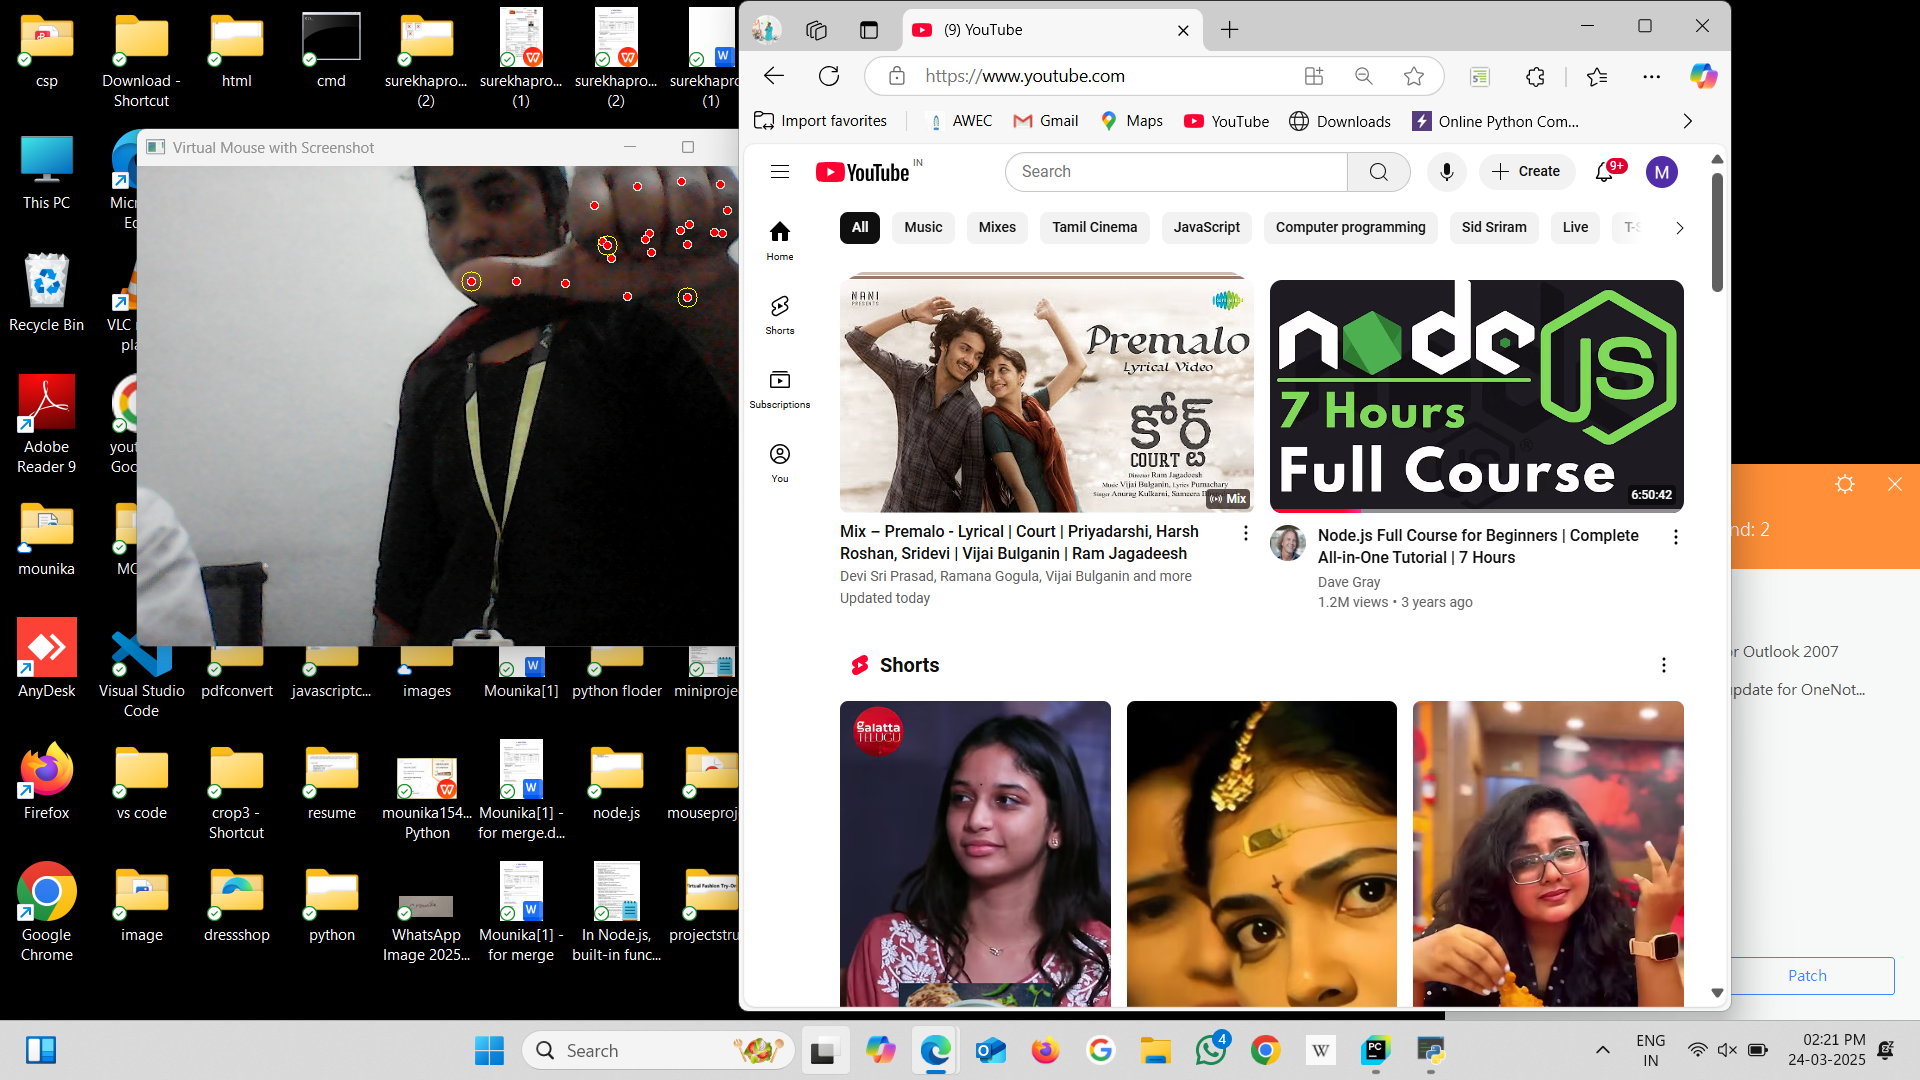 csp
Download -
Shortcut
html
cmd
surekhapro...
(2)
surekhapro...
(1)
surekhapro...
(2)
surekhapro
(1)
This PC
Recycle Bin
Adobe
Reader 9
mounika
AnyDesk
Visual Studio
Code
pdfconvert
javascriptc...
images
Mounika[1]
python floder
miniproje
Firefox
vs code
crop3 -
Shortcut
resume
mounika154...
Python
Mounika[1] -
for merge.d...
node.js
mouseproj
Google
Chrome
image
dressshop
python
WhatsApp
Image 2025...
Mounika[1] -
for merge
In Node.js,
built-in func...
projectstru
Virtual Mouse with Screenshot
(9) YouTube
https://www.youtube.com
Import favorites
AWEC
Gmail
Maps
YouTube
Downloads
Online Python Com...
YouTube IN
Search
Create
9+
M
All
Music
Mixes
Tamil Cinema
JavaScript
Computer programming
Sid Sriram
Live
Home
Shorts
Subscriptions
You
NANI
PRESENTS
Premalo
Lyrical Video
కోర్ట్
COURT
Director Ram Jagadeesh
Mix
node JS
7 Hours
Full Course
6:50:42
Mix – Premalo - Lyrical | Court | Priyadarshi, Harsh
Roshan, Sridevi | Vijai Bulganin | Ram Jagadeesh
Devi Sri Prasad, Ramana Gogula, Vijai Bulganin and more
Updated today
Node.js Full Course for Beginners | Complete
All-in-One Tutorial | 7 Hours
Dave Gray
1.2M views • 3 years ago
Shorts
galatta
TELUGU
nd: 2
r Outlook 2007
pdate for OneNot...
Patch
Search
4
ENG
IN
02:21 PM
24-03-2025